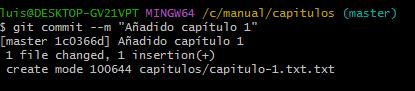 luis@DESKTOP-GV21VPT MINGW64 /c/manual/capitulos (master)
$ git commit --m "Añadido capítulo 1"
[master 1c0366d] Añadido capítulo 1
 1 file changed, 1 insertion(+)
 create mode 100644 capitulos/capitulo-1.txt.txt